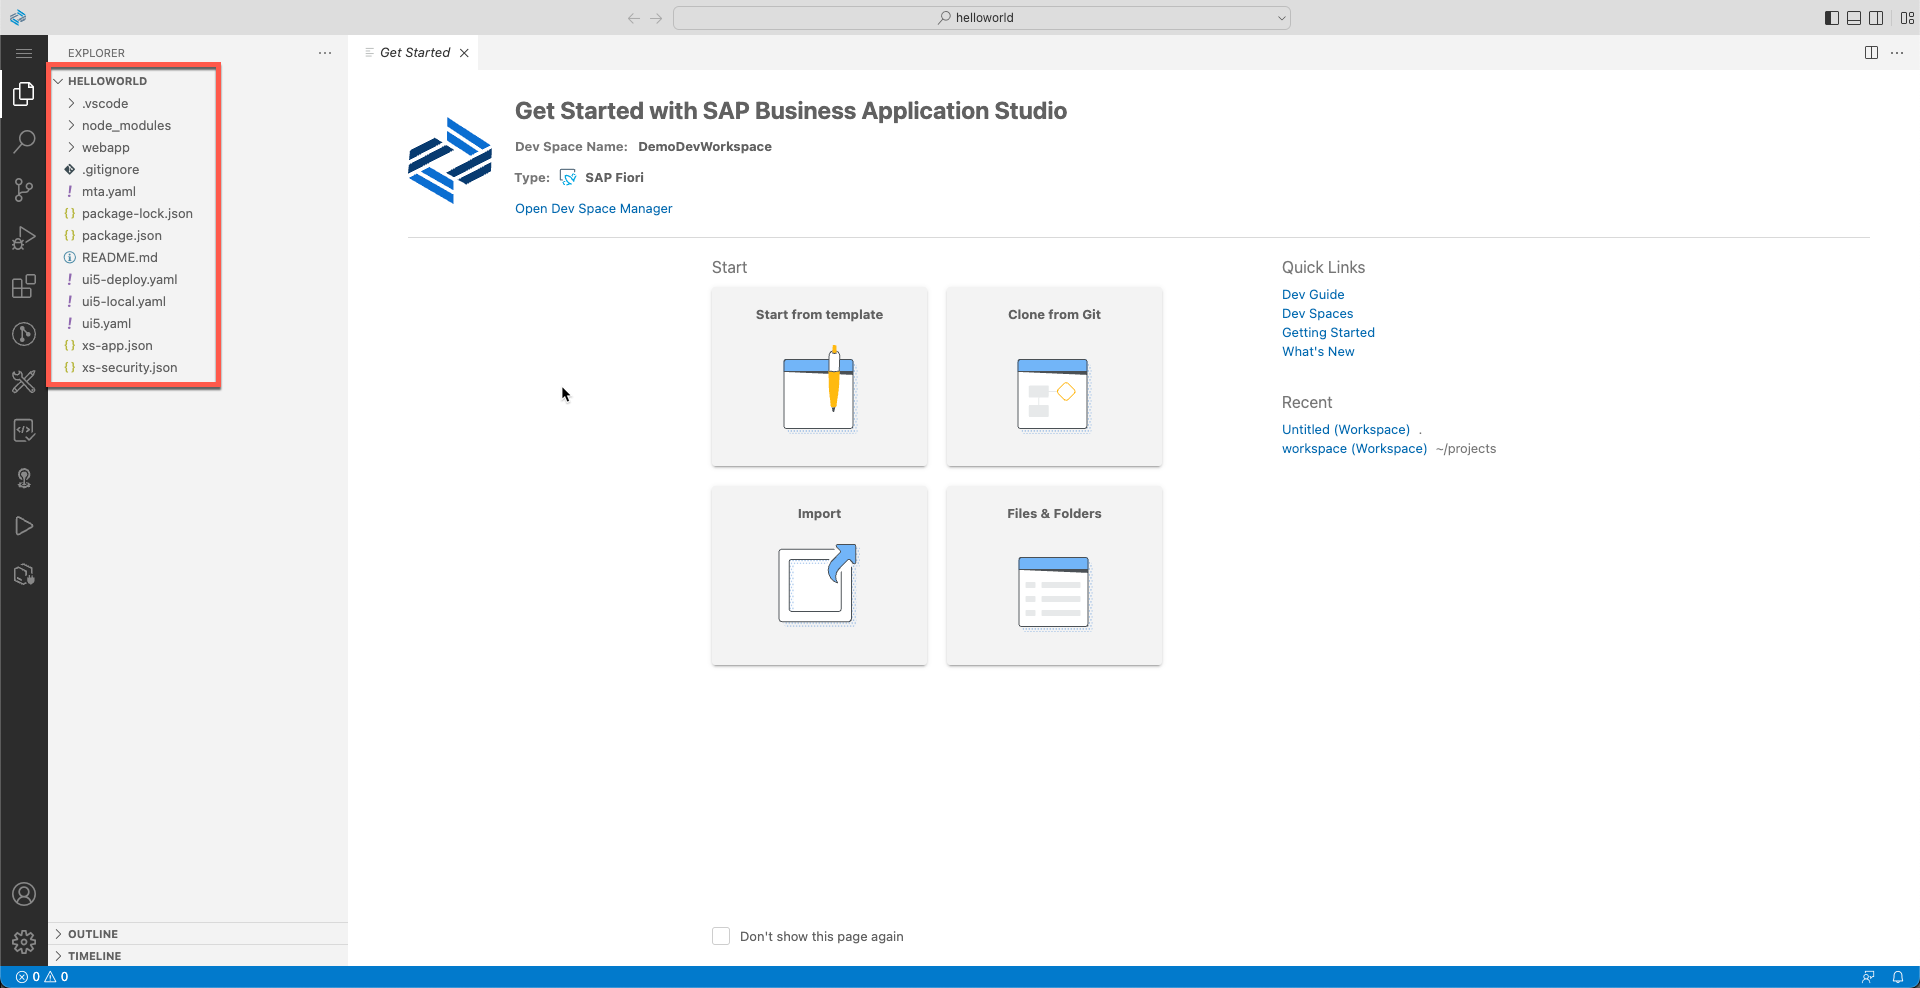 helloworld
EXPLORER
Get Started
HELLOWORLD
.vscode
node_modules
webapp
.gitignore
mta.yaml
package-lock.json
package.json
README.md
ui5-deploy.yaml
ui5-local.yaml
ui5.yaml
xs-app.json
xs-security.json
OUTLINE
TIMELINE
Get Started with SAP Business Application Studio
Dev Space Name: DemoDevWorkspace
Type: SAP Fiori
Open Dev Space Manager
Start
Start from template
Clone from Git
Import
Files & Folders
Quick Links
Dev Guide
Dev Spaces
Getting Started
What's New
Recent
Untitled (Workspace) .
workspace (Workspace) ~/projects
Don't show this page again
0 0